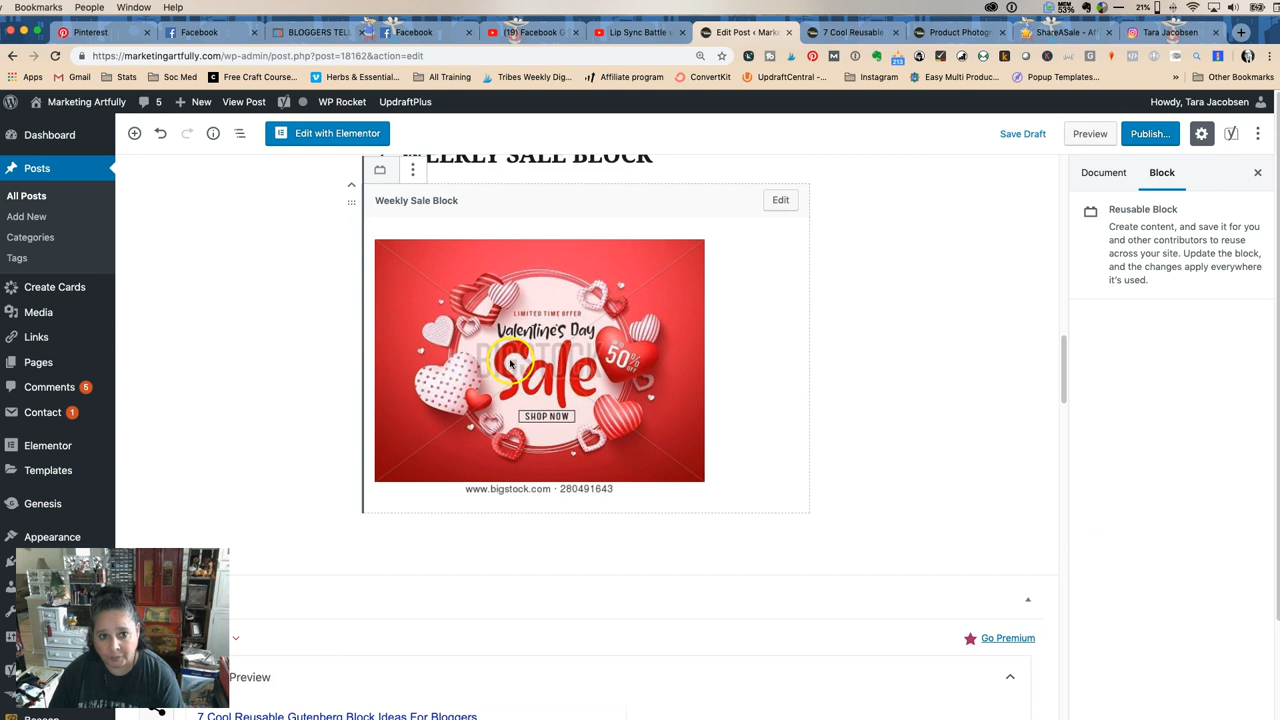 Bookmarks People Window Help
21%
Pinterest
Facebook
BLOGGERS TELL
Facebook
(19) Facebook
Lip Sync Battle
Edit Post ‹ Mark
7 Cool Reusable
Product Photog
ShareASale - Aff
Tara Jacobsen
https://marketingartfully.com/wp-admin/post.php?post=18162&action=edit
Apps
Gmail
Stats
Soc Med
Free Craft Course...
Herbs & Essential...
All Training
Tribes Weekly Dig...
Affiliate program
ConvertKit
UpdraftCentral -...
Instagram
Easy Multi Produc...
Popup Templates...
»
Other Bookmarks
Marketing Artfully
5
+ New
View Post
WP Rocket
UpdraftPlus
Howdy, Tara Jacobsen
Dashboard
Posts
All Posts
Add New
Categories
Tags
Create Cards
Media
Links
Pages
Comments 5
Contact 1
Elementor
Templates
Genesis
Appearance
Edit with Elementor
Save Draft
Preview
Publish...
SALE BLOCK
Weekly Sale Block
Edit
LIMITED TIME OFFER
Valentine's Day
Sale
UP TO
50% OFF
SHOP NOW
BIGSTOCK
www.bigstock.com · 280491643
Document
Block
Reusable Block
Create content, and save it for you
and other contributors to reuse
across your site. Update the block,
and the changes apply everywhere
it's used.
Go Premium
Preview
7 Cool Reusable Gutenberg Block Ideas For Bloggers